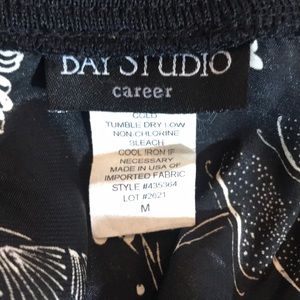 BAY STUDIO
career
COLD
TUMBLE DRY LOW
NON-CHLORINE
BLEACH
COOL IRON IF
NECESSARY
MADE IN USA OF
IMPORTED FABRIC
STYLE #435364
LOT #2621
M